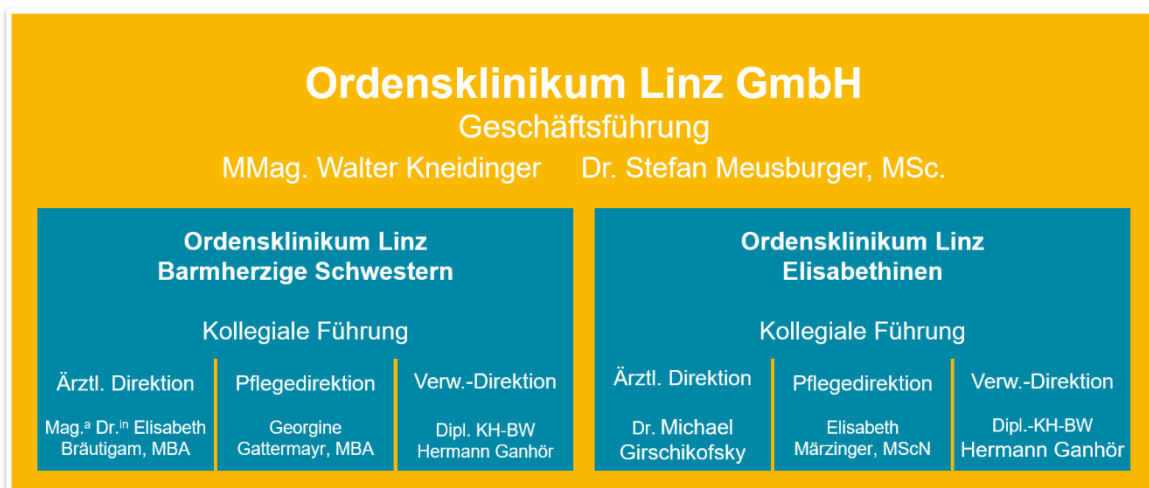 Ordensklinikum Linz GmbH
Geschäftsführung
MMag. Walter Kneidinger Dr. Stefan Meusburger, MSc.
Ordensklinikum Linz
Barmherzige Schwestern
Kollegiale Führung
Ärztl. Direktion
Mag.ᵃ Dr.ⁱⁿ Elisabeth
Bräutigam, MBA
Pflegedirektion
Georgine
Gattermayr, MBA
Verw.-Direktion
Dipl. KH-BW
Hermann Ganhör
Ordensklinikum Linz
Elisabethinen
Kollegiale Führung
Ärztl. Direktion
Dr. Michael
Girschikofsky
Pflegedirektion
Elisabeth
Märzinger, MScN
Verw.-Direktion
Dipl.-KH-BW
Hermann Ganhör